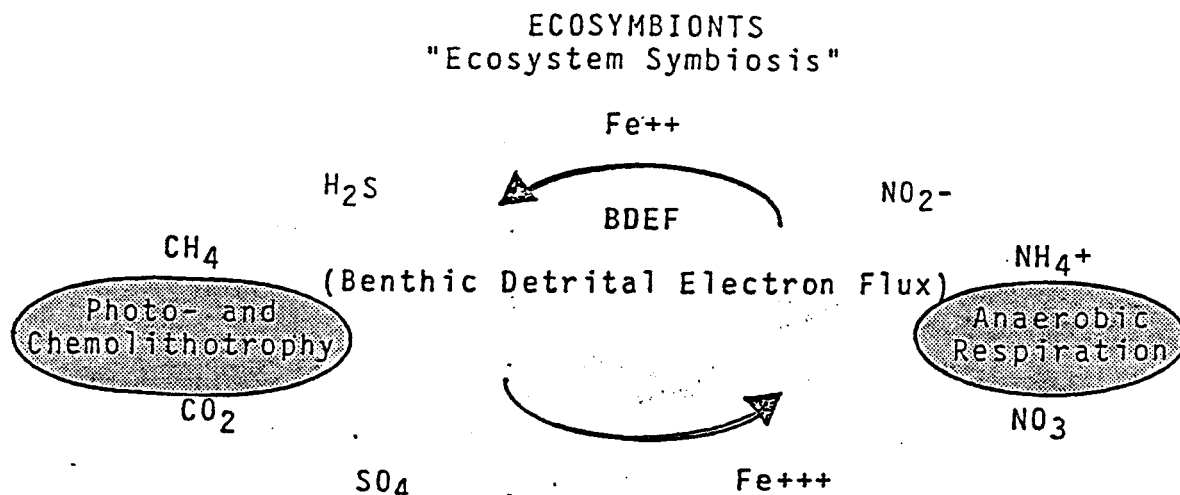 ECOSYMBIONTS
"Ecosystem Symbiosis"
Fe++
H2S
NO2-
BDEF
CH4
(Benthic Detrital Electron Flux)
NH4+
Photo- and
Chemolithotrophy
Anaerobic
Respiration
CO2
NO3
SO4
Fe+++